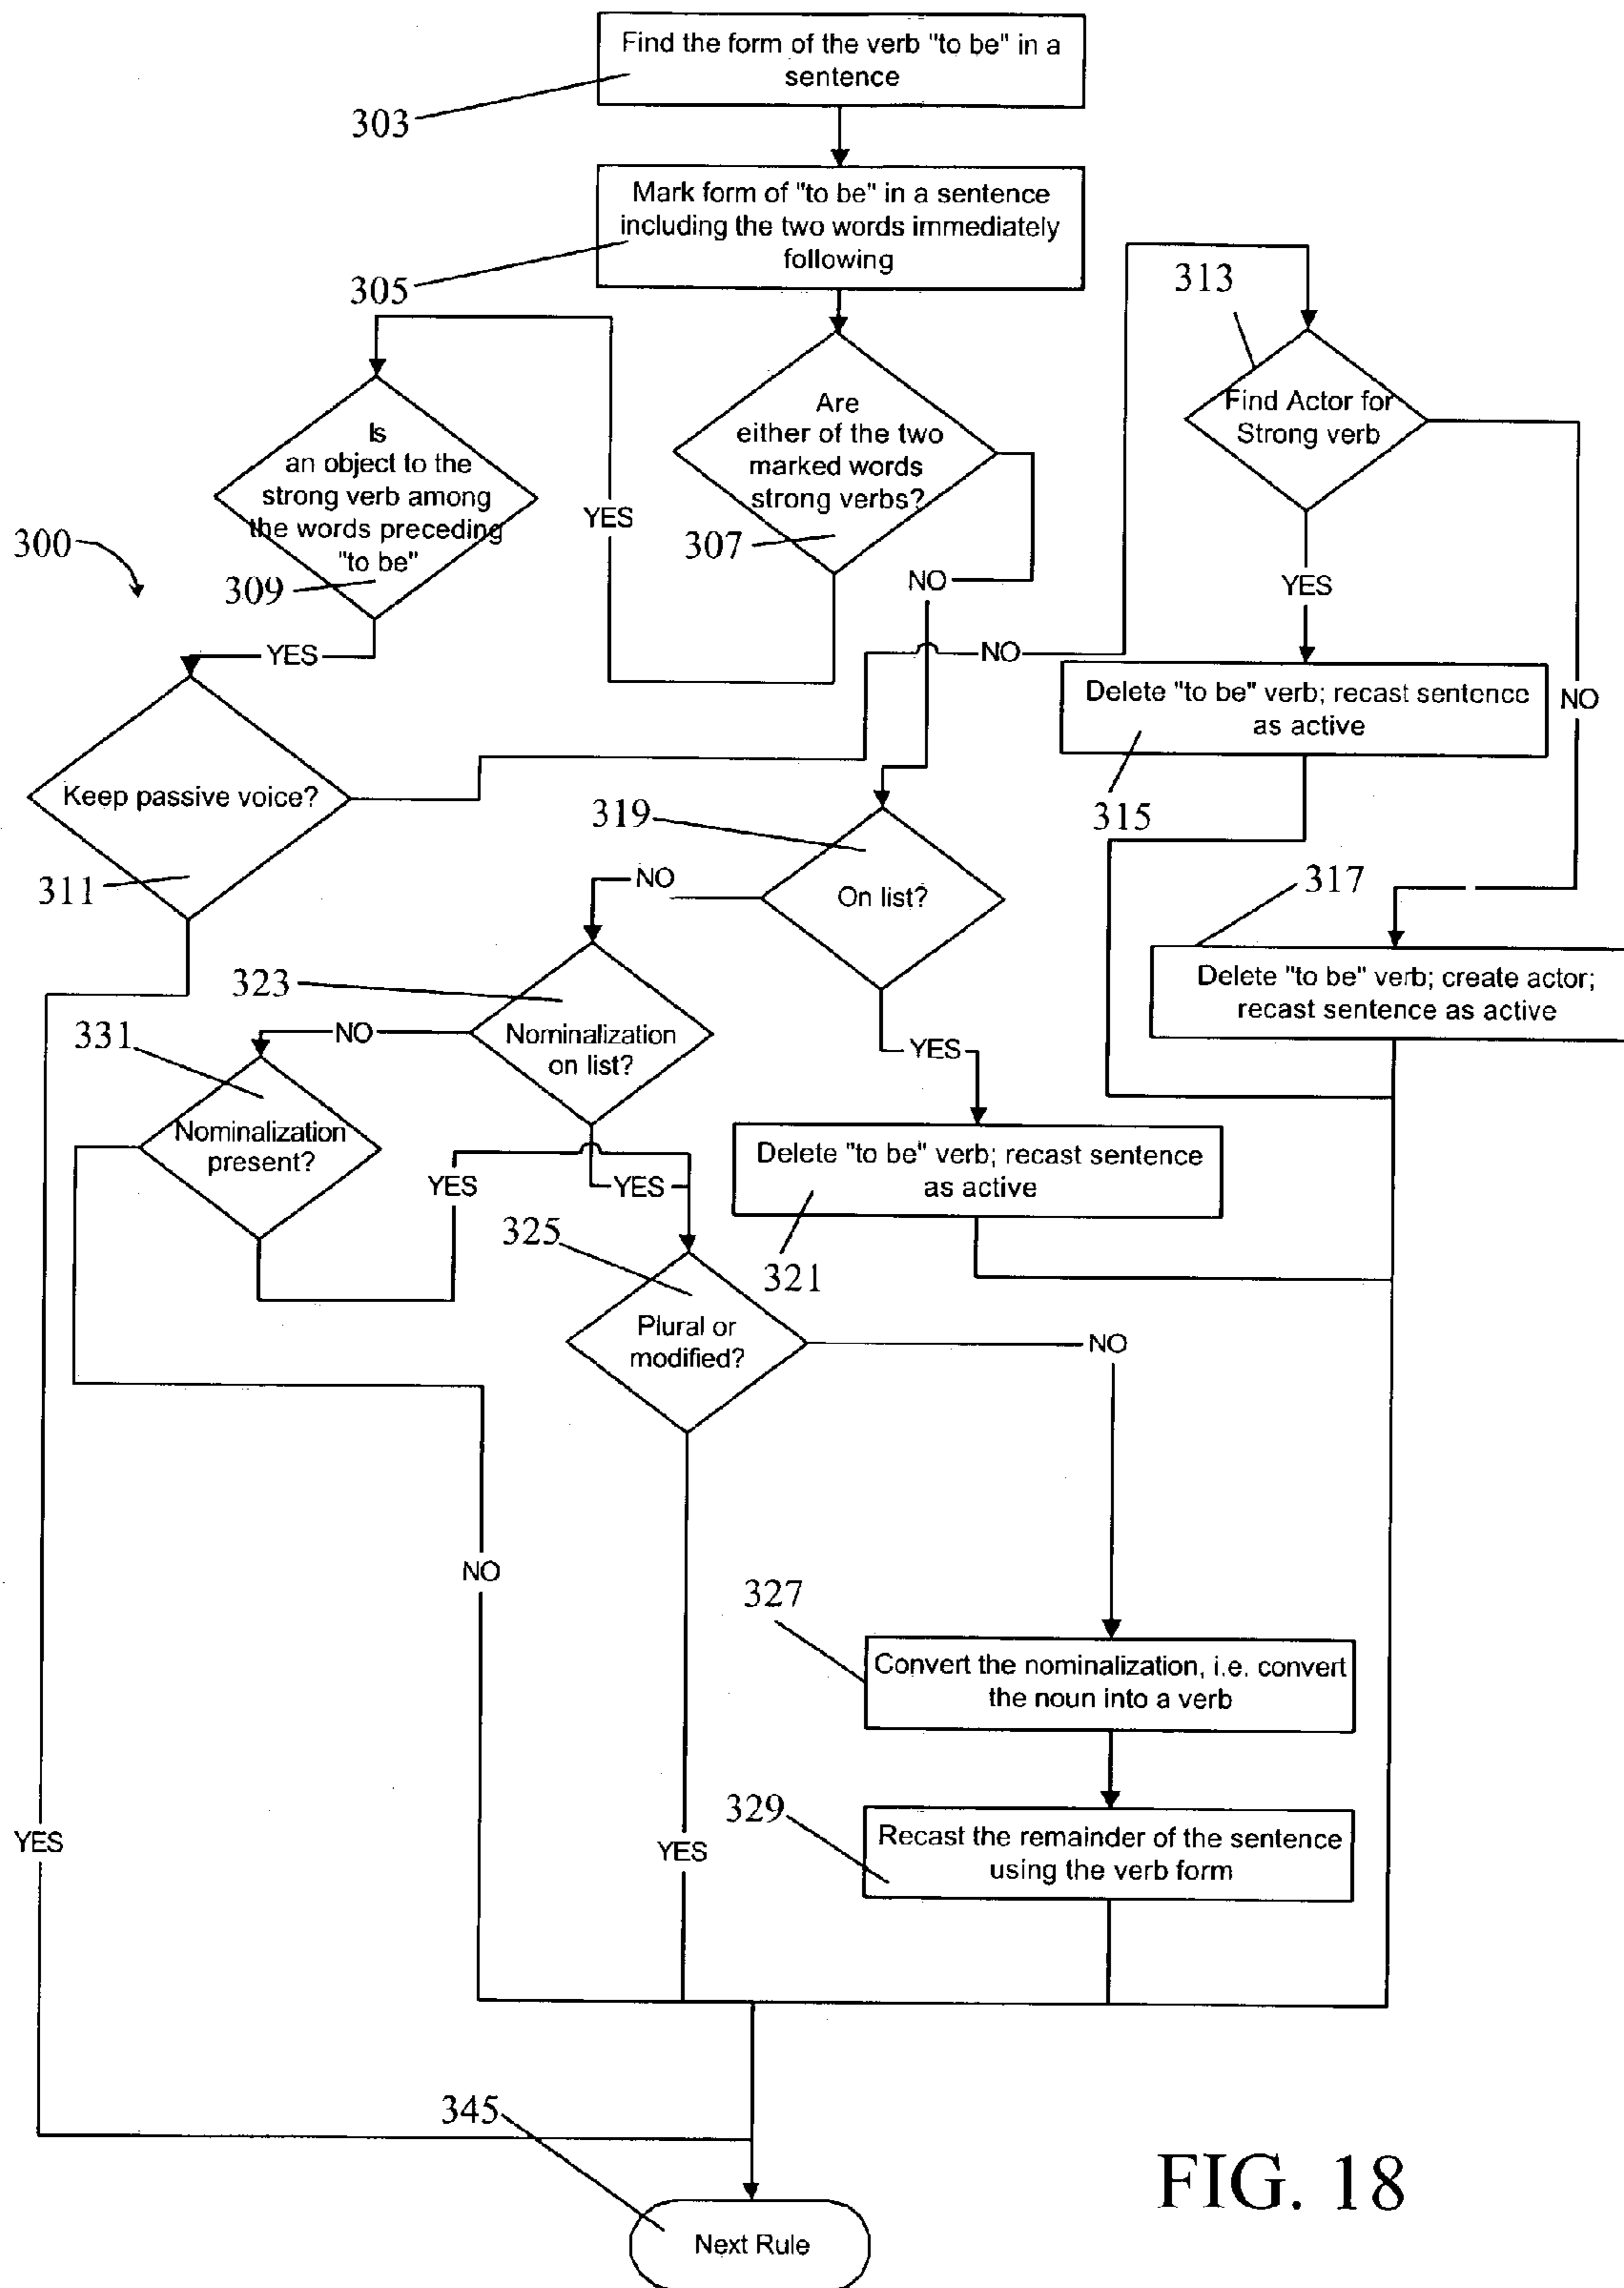 Find the form of the verb "to be" in a
sentence
303
Mark form of "to be" in a sentence
including the two words immediately
following
305
313
Find Actor for
Strong verb
Are
either of the two
marked words
strong verbs?
307
Is
an object to the
strong verb among
the words preceding
"to be"
309
300
YES
NO
YES
YES
NO
Delete "to be" verb; recast sentence
as active
315
NO
Keep passive voice?
311
319
On list?
NO
317
Delete "to be" verb; create actor;
recast sentence as active
323
Nominalization
on list?
331
NO
YES
Nominalization
present?
Delete "to be" verb; recast sentence
as active
321
YES
YES
325
Plural or
modified?
NO
NO
327
Convert the nominalization, i.e. convert
the noun into a verb
329
Recast the remainder of the sentence
using the verb form
YES
YES
345
Next Rule
FIG. 18